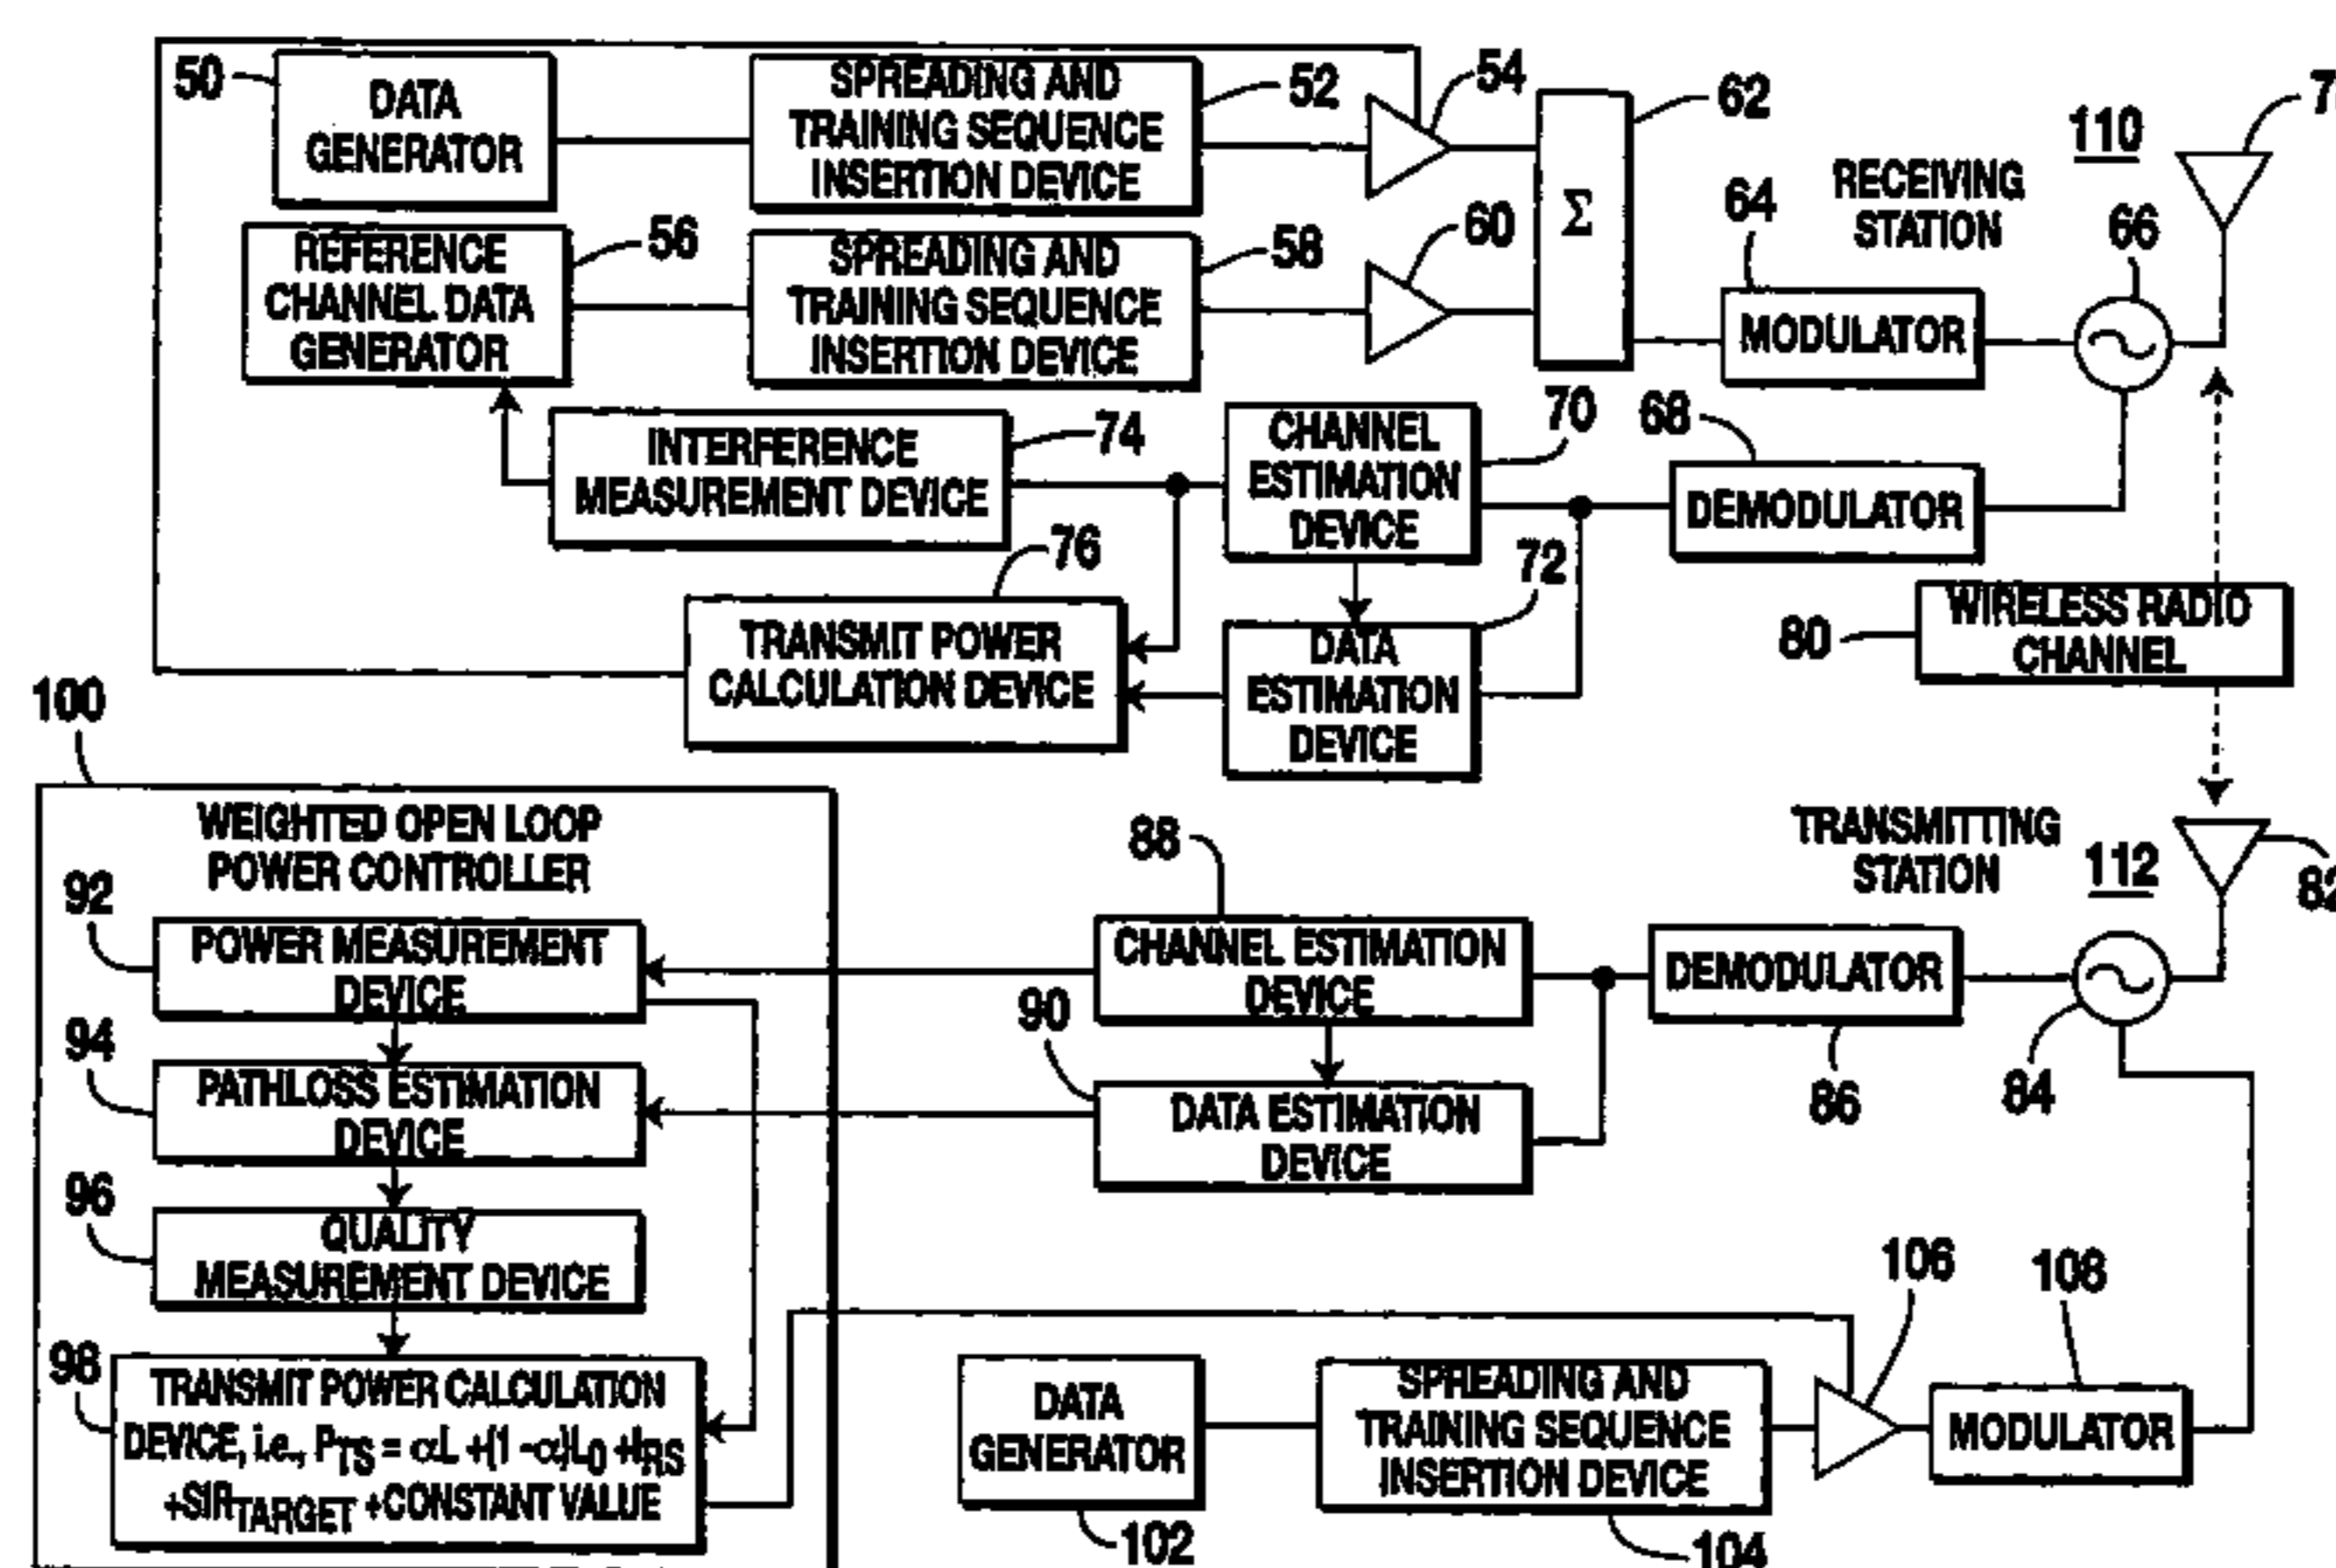 50
DATA
GENERATOR
SPREADING AND
TRAINING SEQUENCE
INSERTION DEVICE
52
54
62
Σ
110
RECEIVING
STATION
REFERENCE
CHANNEL DATA
GENERATOR
56
SPREADING AND
TRAINING SEQUENCE
INSERTION DEVICE
58
60
64
MODULATOR
66
INTERFERENCE
MEASUREMENT DEVICE
74
CHANNEL
ESTIMATION
DEVICE
70
68
DEMODULATOR
76
TRANSMIT POWER
CALCULATION DEVICE
72
DATA
ESTIMATION
DEVICE
80
WIRELESS RADIO
CHANNEL
100
WEIGHTED OPEN LOOP
POWER CONTROLLER
88
TRANSMITTING
STATION
112
82
92
POWER MEASUREMENT
DEVICE
CHANNEL ESTIMATION
DEVICE
DEMODULATOR
86
84
94
PATHLOSS ESTIMATION
DEVICE
90
DATA ESTIMATION
DEVICE
96
QUALITY
MEASUREMENT DEVICE
98
TRANSMIT POWER CALCULATION
DEVICE, i.e., PTS = αL +(1 -α)L0 +IRS
+SIRTARGET +CONSTANT VALUE
DATA
GENERATOR
102
SPREADING AND
TRAINING SEQUENCE
INSERTION DEVICE
104
106
108
MODULATOR